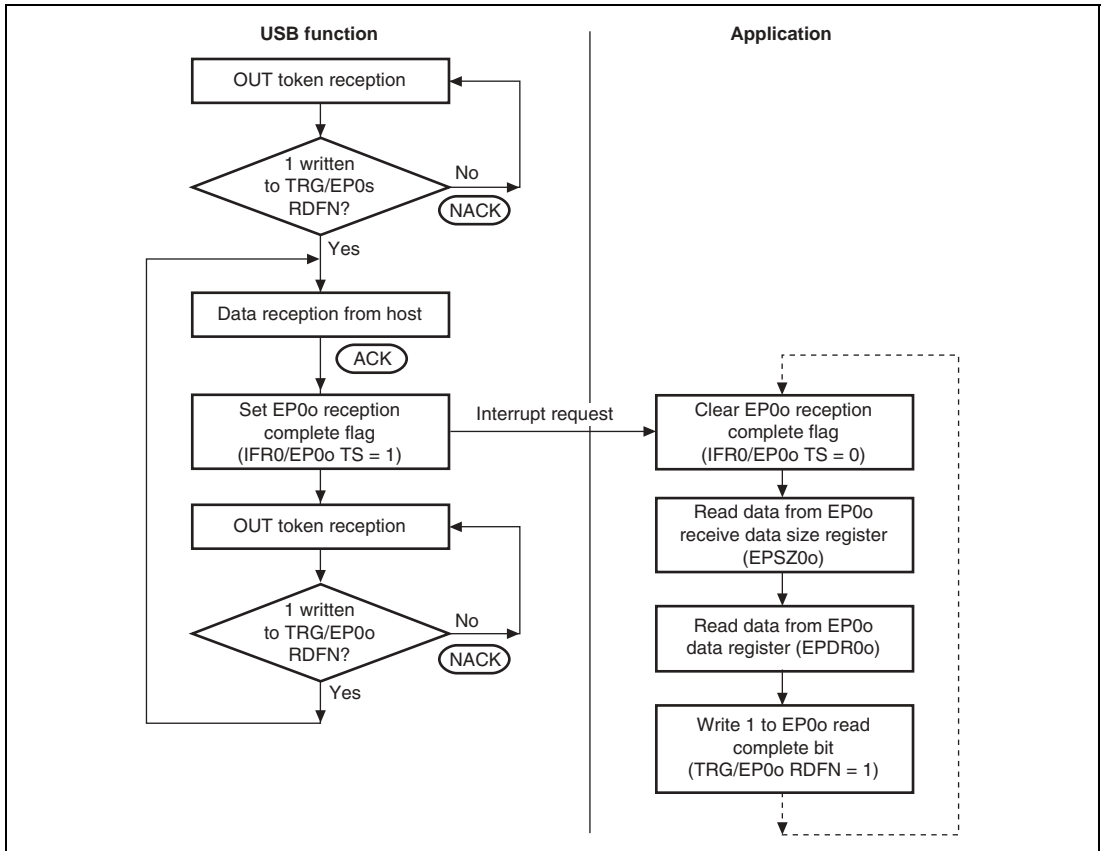 USB function
Application
OUT token reception
1 written
to TRG/EP0s
RDFN?
No
NACK
Yes
Data reception from host
ACK
Set EP0o reception
complete flag
(IFR0/EP0o TS = 1)
Interrupt request
OUT token reception
1 written
to TRG/EP0o
RDFN?
No
NACK
Yes
Clear EP0o reception
complete flag
(IFR0/EP0o TS = 0)
Read data from EP0o
receive data size register
(EPSZ0o)
Read data from EP0o
data register (EPDR0o)
Write 1 to EP0o read
complete bit
(TRG/EP0o RDFN = 1)